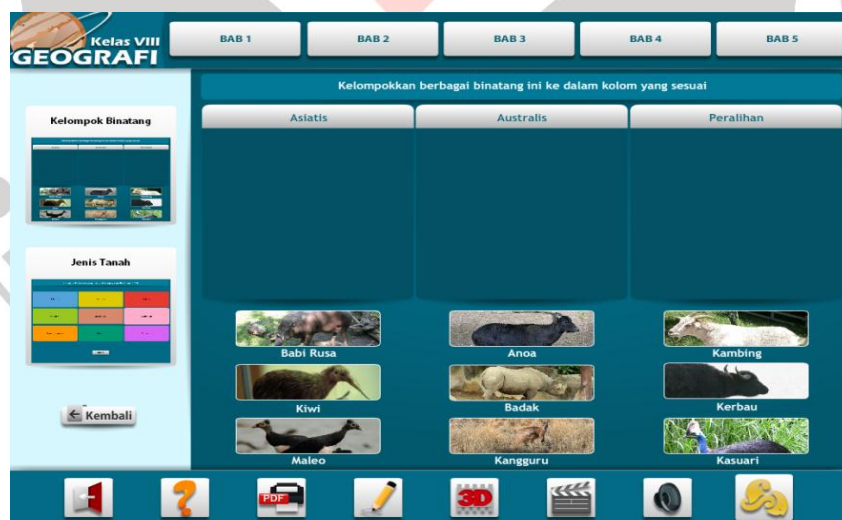 Kelas VIII
GEOGRAFI
BAB 1
BAB 2
BAB 3
BAB 4
BAB 5
Kelompokkan berbagai binatang ini ke dalam kolom yang sesuai
Kelompok Binatang
Asiatis
Australis
Peralihan
Jenis Tanah
Babi Rusa
Anoa
Kambing
Kiwi
Badak
Kerbau
Maleo
Kangguru
Kasuari
Kembali
PDF
3D